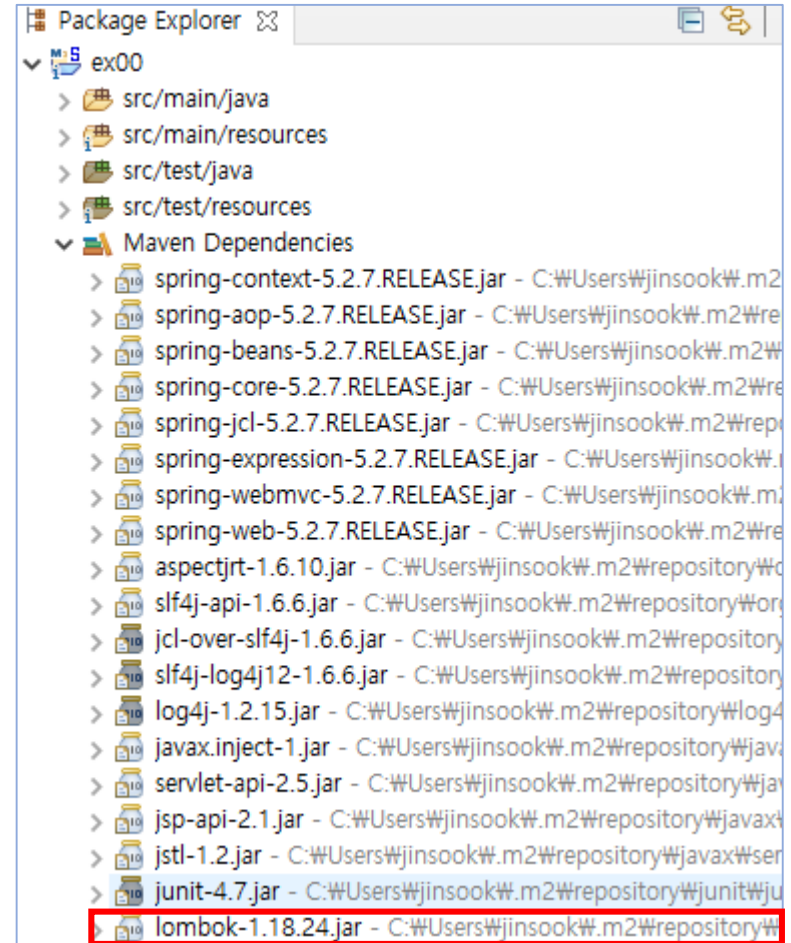 Package Explorer
ex00
src/main/java
src/main/resources
src/test/java
src/test/resources
Maven Dependencies
spring-context-5.2.7.RELEASE.jar - C:₩Users₩jinsook₩.m2
spring-aop-5.2.7.RELEASE.jar - C:₩Users₩jinsook₩.m2₩re
spring-beans-5.2.7.RELEASE.jar - C:₩Users₩jinsook₩.m2₩
spring-core-5.2.7.RELEASE.jar - C:₩Users₩jinsook₩.m2₩re
spring-jcl-5.2.7.RELEASE.jar - C:₩Users₩jinsook₩.m2₩repo
spring-expression-5.2.7.RELEASE.jar - C:₩Users₩jinsook₩.
spring-webmvc-5.2.7.RELEASE.jar - C:₩Users₩jinsook₩.m
spring-web-5.2.7.RELEASE.jar - C:₩Users₩jinsook₩.m2₩re
aspectjrt-1.6.10.jar - C:₩Users₩jinsook₩.m2₩repository₩o
slf4j-api-1.6.6.jar - C:₩Users₩jinsook₩.m2₩repository₩org
jcl-over-slf4j-1.6.6.jar - C:₩Users₩jinsook₩.m2₩repository
slf4j-log4j12-1.6.6.jar - C:₩Users₩jinsook₩.m2₩repository
log4j-1.2.15.jar - C:₩Users₩jinsook₩.m2₩repository₩log4
javax.inject-1.jar - C:₩Users₩jinsook₩.m2₩repository₩java
servlet-api-2.5.jar - C:₩Users₩jinsook₩.m2₩repository₩ja
jsp-api-2.1.jar - C:₩Users₩jinsook₩.m2₩repository₩javax₩
jstl-1.2.jar - C:₩Users₩jinsook₩.m2₩repository₩javax₩ser
junit-4.7.jar - C:₩Users₩jinsook₩.m2₩repository₩junit₩ju
lombok-1.18.24.jar - C:₩Users₩jinsook₩.m2₩repository₩